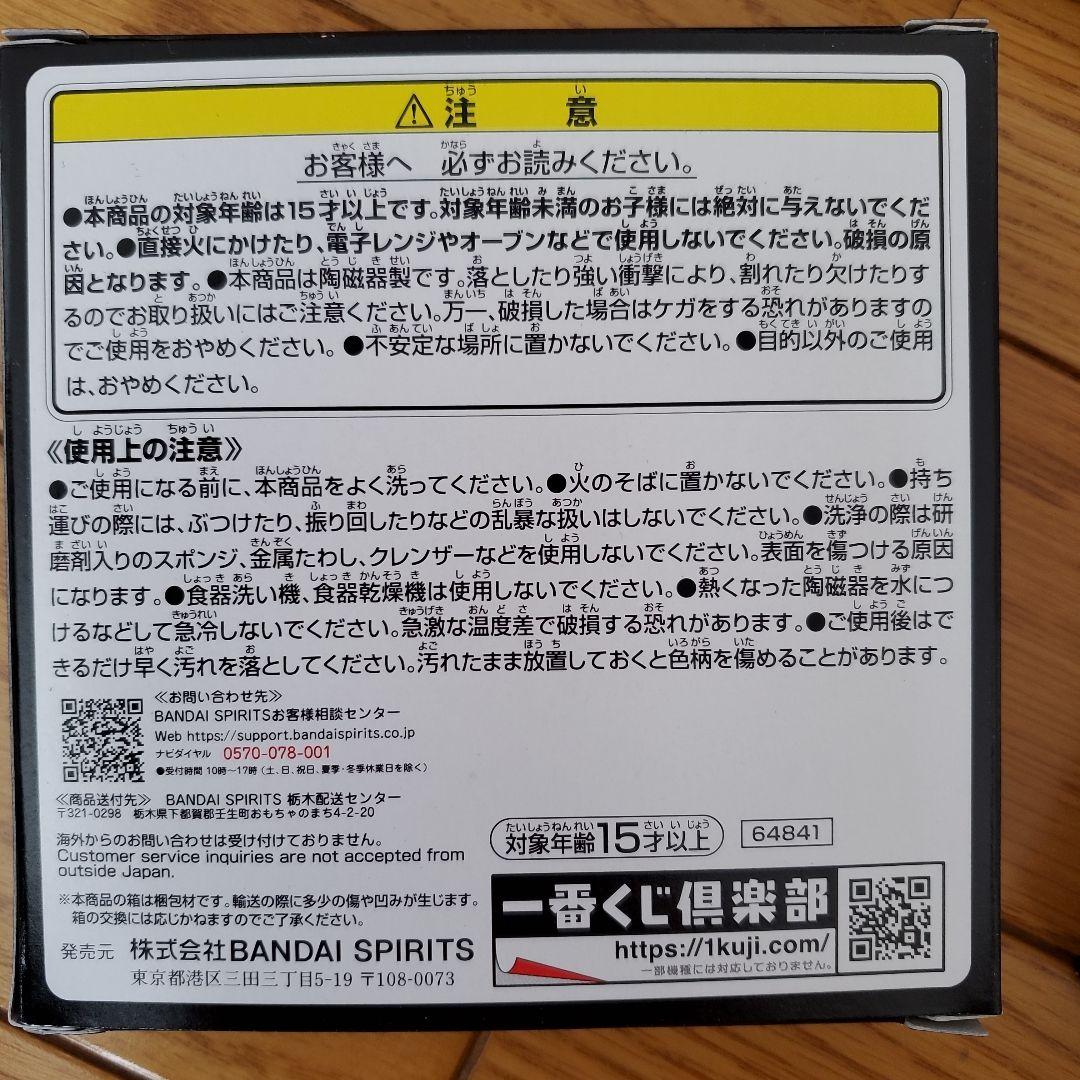 ⚠注意
お客様へ 必ずお読みください。
●本商品の対象年齢は15才以上です。対象年齢未満のお子様には絶対に与えないでくだ
さい。●直接火にかけたり、電子レンジやオーブンなどで使用しないでください。破損の原
因となります。●本商品は陶磁器製です。落としたり強い衝撃により、割れたり欠けたりす
るのでお取り扱いにはご注意ください。万一、破損した場合はケガをする恐れがありますの
でご使用をおやめください。●不安定な場所に置かないでください。●目的以外のご使用
は、おやめください。
《使用上の注意》
●ご使用になる前に、本商品をよく洗ってください。●火のそばに置かないでください。●持ち
運びの際には、ぶつけたり、振り回したりなどの乱暴な扱いはしないでください。●洗浄の際は研
磨剤入りのスポンジ、金属たわし、クレンザーなどを使用しないでください。表面を傷つける原因
になります。●食器洗い機、食器乾燥機は使用しないでください。●熱くなった陶磁器を水につ
けるなどして急冷しないでください。急激な温度差で破損する恐れがあります。●ご使用後はで
きるだけ早く汚れを落としてください。汚れたまま放置しておくと色柄を傷めることがあります。
≪お問い合わせ先≫
BANDAI SPIRITSお客様相談センター
Web https://support.bandaispirits.co.jp
ナビダイヤル 0570-078-001
●受付時間 10時〜17時（土、日、祝日、夏季・冬季休業日を除く）
≪商品送付先≫ BANDAI SPIRITS 栃木配送センター
〒321-0298 栃木県下都賀郡壬生町おもちゃのまち4-2-20
海外からのお問い合わせは受け付けておりません。
Customer service inquiries are not accepted from
outside Japan.
※本商品の箱は梱包材です。輸送の際に多少の傷や凹みが生じます。
箱の交換には応じかねますのでご了承ください。
発売元 株式会社BANDAI SPIRITS
東京都港区三田三丁目5-19 〒108-0073
対象年齢15才以上
64841
一番くじ倶楽部
https://1kuji.com/
一部機種には対応しておりません。